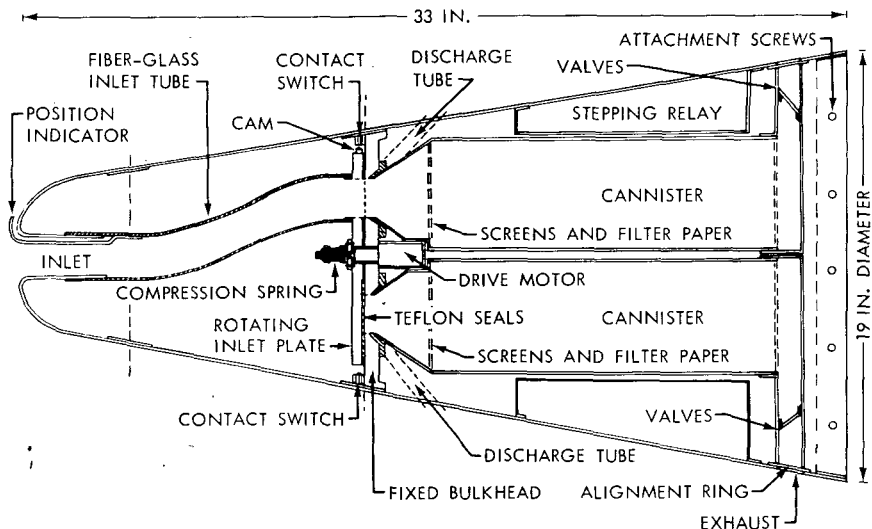 33 IN.
ATTACHMENT SCREWS
CONTACT
SWITCH
DISCHARGE
TUBE
FIBER-GLASS
INLET TUBE
VALVES
POSITION
INDICATOR
CAM
STEPPING RELAY
CANNISTER
SCREENS AND FILTER PAPER
INLET
DRIVE MOTOR
COMPRESSION SPRING
19 IN. DIAMETER
TEFLON SEALS
CANNISTER
ROTATING
INLET PLATE
SCREENS AND FILTER PAPER
CONTACT SWITCH
VALVES
DISCHARGE TUBE
FIXED BULKHEAD
ALIGNMENT RING
EXHAUST